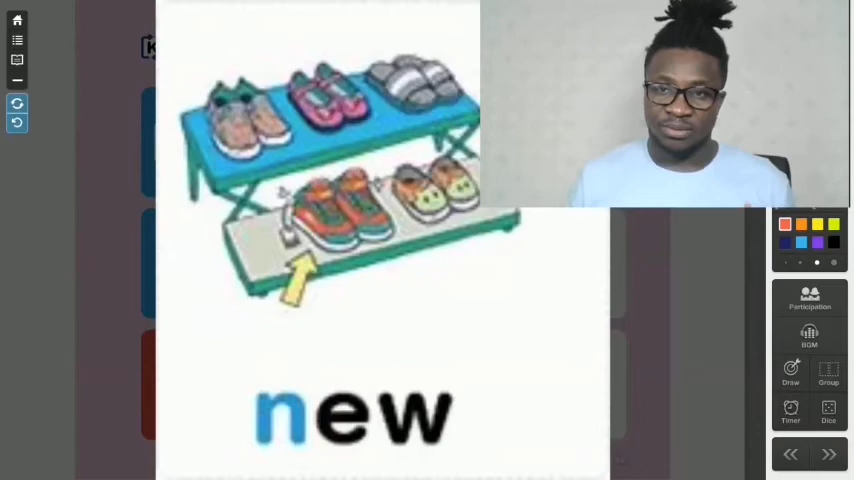 K
new
Participation
BGM
Draw
Group
Timer
Dice